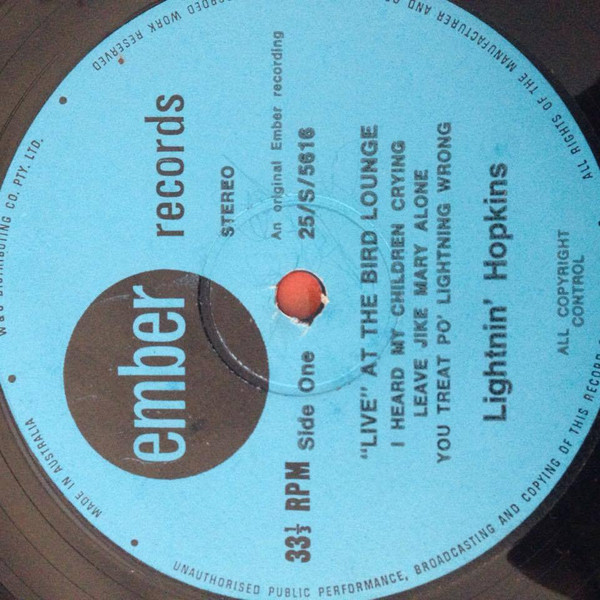 ember
records
STEREO
An original Ember recording
33⅓ RPM Side One 25/S/5616
"LIVE" AT THE BIRD LOUNGE
I HEARD MY CHILDREN CRYING
LEAVE JIKE MARY ALONE
YOU TREAT PO' LIGHTNING WRONG
Lightnin' Hopkins
ALL COPYRIGHT
CONTROL
MADE IN AUSTRALIA
DISTRIBUTING CO. PTY. LTD.
RECORDED WORK RESERVED
ALL RIGHTS OF THE MANUFACTURER AND
UNAUTHORISED PUBLIC PERFORMANCE, BROADCASTING AND COPYING OF THIS RECORD